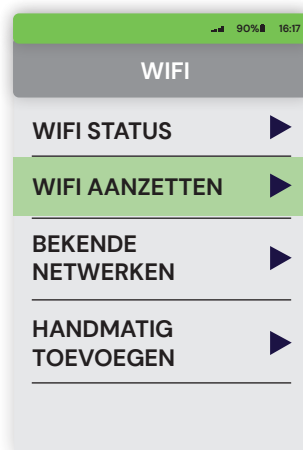 90% 16:17
WIFI
WIFI STATUS
WIFI AANZETTEN
BEKENDE
NETWERKEN
HANDMATIG
TOEVOEGEN